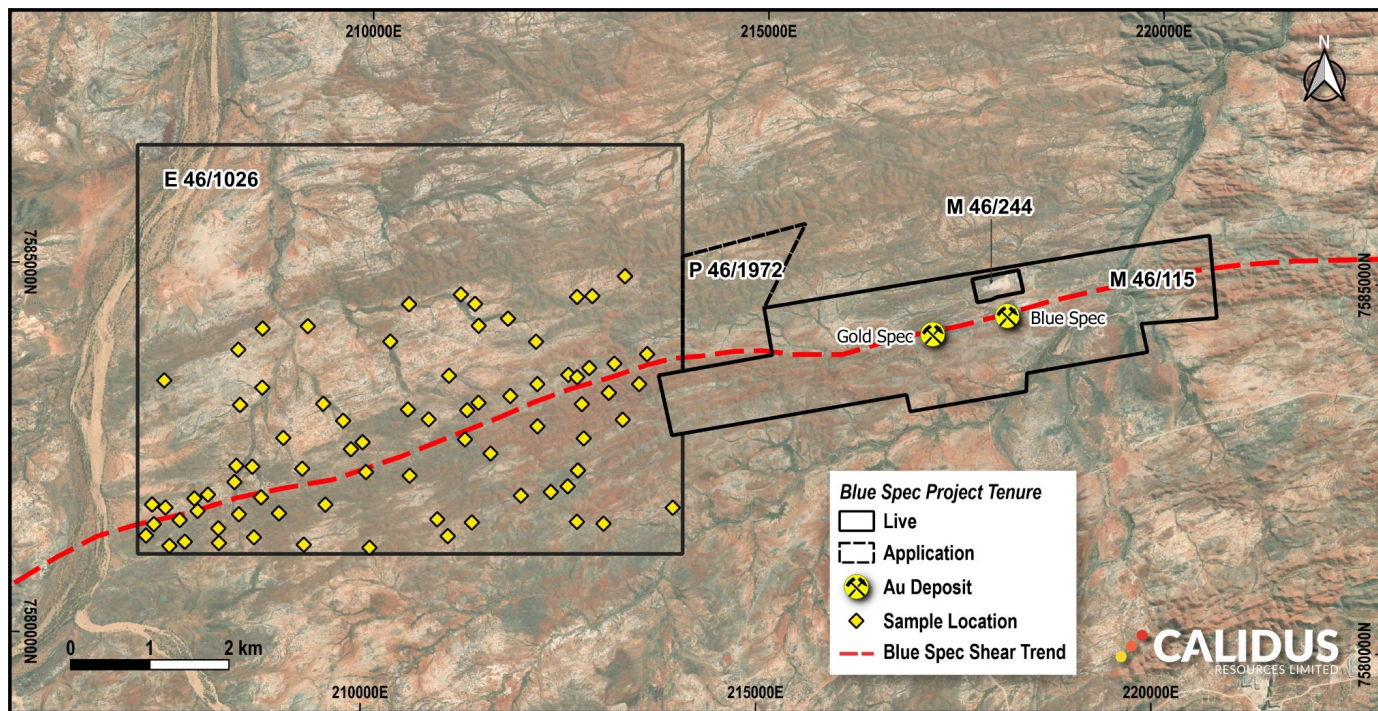 210000E
215000E
220000E
N
E 46/1026
M 46/244
7585000N
P 46/1972
M 46/115
7585000N
Gold Spec
Blue Spec
Blue Spec Project Tenure
Live
Application
Au Deposit
Sample Location
Blue Spec Shear Trend
7580000N
7580000N
0 1 2 km
CALIDUS
RESOURCES LIMITED
210000E
215000E
220000E